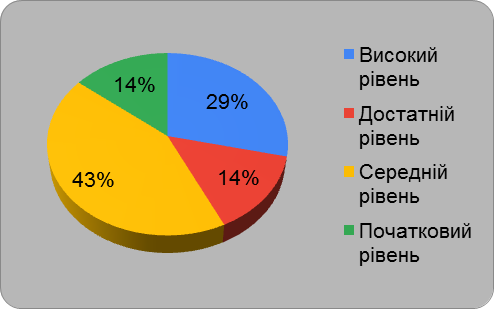 14%
29%
43%
14%
Високий
рівень
Достатній
рівень
Середній
рівень
Початковий
рівень